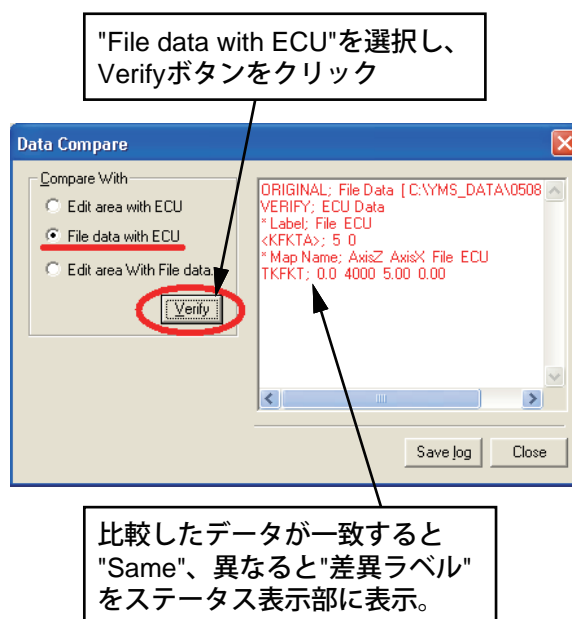 "File data with ECU"を選択し、
Verifyボタンをクリック
Data Compare
Compare With
Edit area with ECU
File data with ECU
Edit area With File data.
Verify
ORIGINAL; File Data [ C:\YMS_DATA\0508
VERIFY; ECU Data
* Label; File ECU
<KFKTA>; 5 0
* Map Name; AxisZ AxisX File ECU
TKFKT; 0.0 4000 5.00 0.00
Save log
Close
比較したデータが一致すると
"Same"、異なると"差異ラベル"
をステータス表示部に表示。